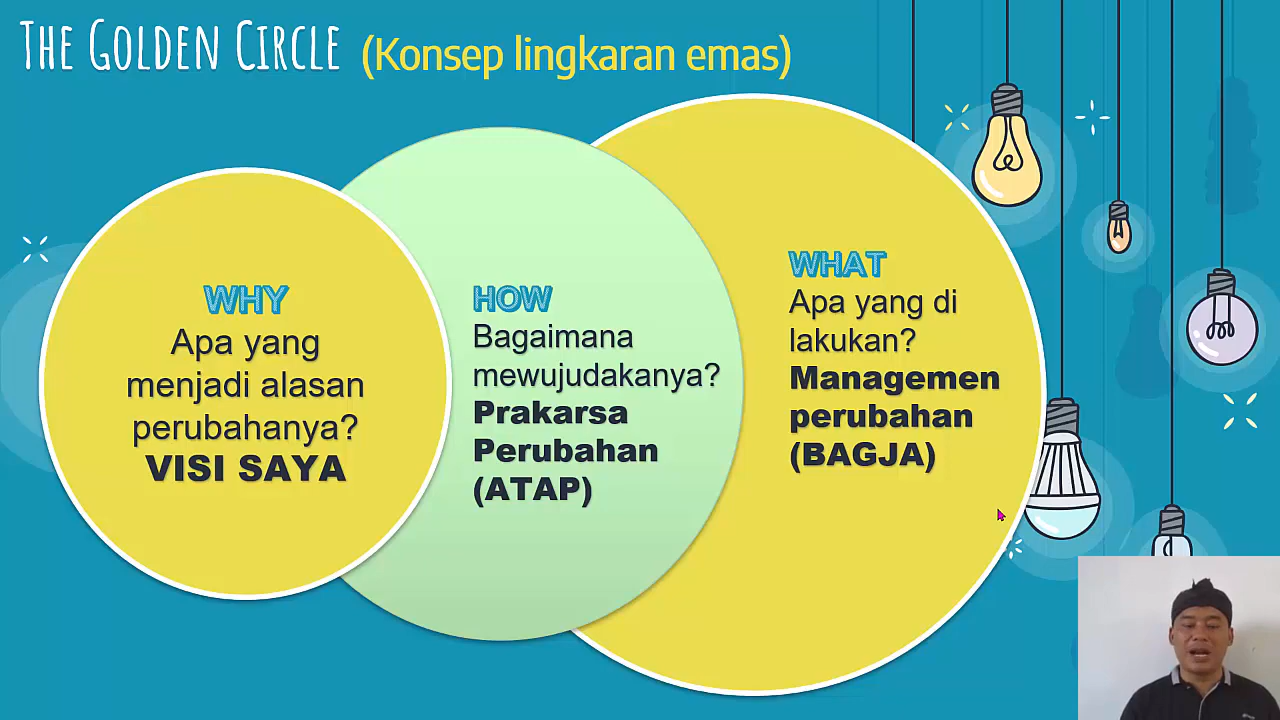 THE GOLDEN CIRCLE (Konsep lingkaran emas)
WHY
Apa yang
menjadi alasan
perubahanya?
VISI SAYA
HOW
Bagaimana
mewujudakanya?
Prakarsa
Perubahan
(ATAP)
WHAT
Apa yang di
lakukan?
Managemen
perubahan
(BAGJA)